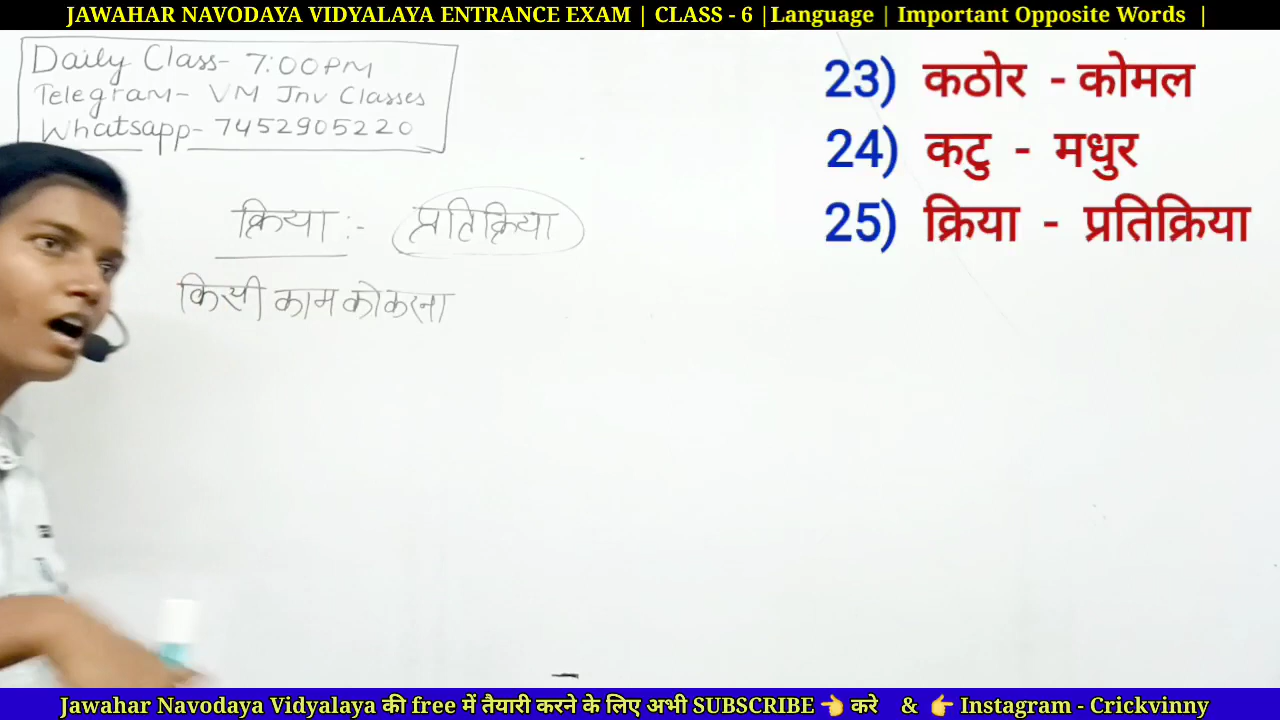 JAWAHAR NAVODAYA VIDYALAYA ENTRANCE EXAM | CLASS - 6 |Language | Important Opposite Words |
Daily Class- 7:00PM
Telegram- VM Jnv Classes
Whatsapp- 7452905220
क्रिया :- प्रतिक्रिया
किसी काम को करना
23) कठोर - कोमल
24) कटु - मधुर
25) क्रिया - प्रतिक्रिया
Jawahar Navodaya Vidyalaya की free में तैयारी करने के लिए अभी SUBSCRIBE 👈 करे & 👉 Instagram - Crickvinny